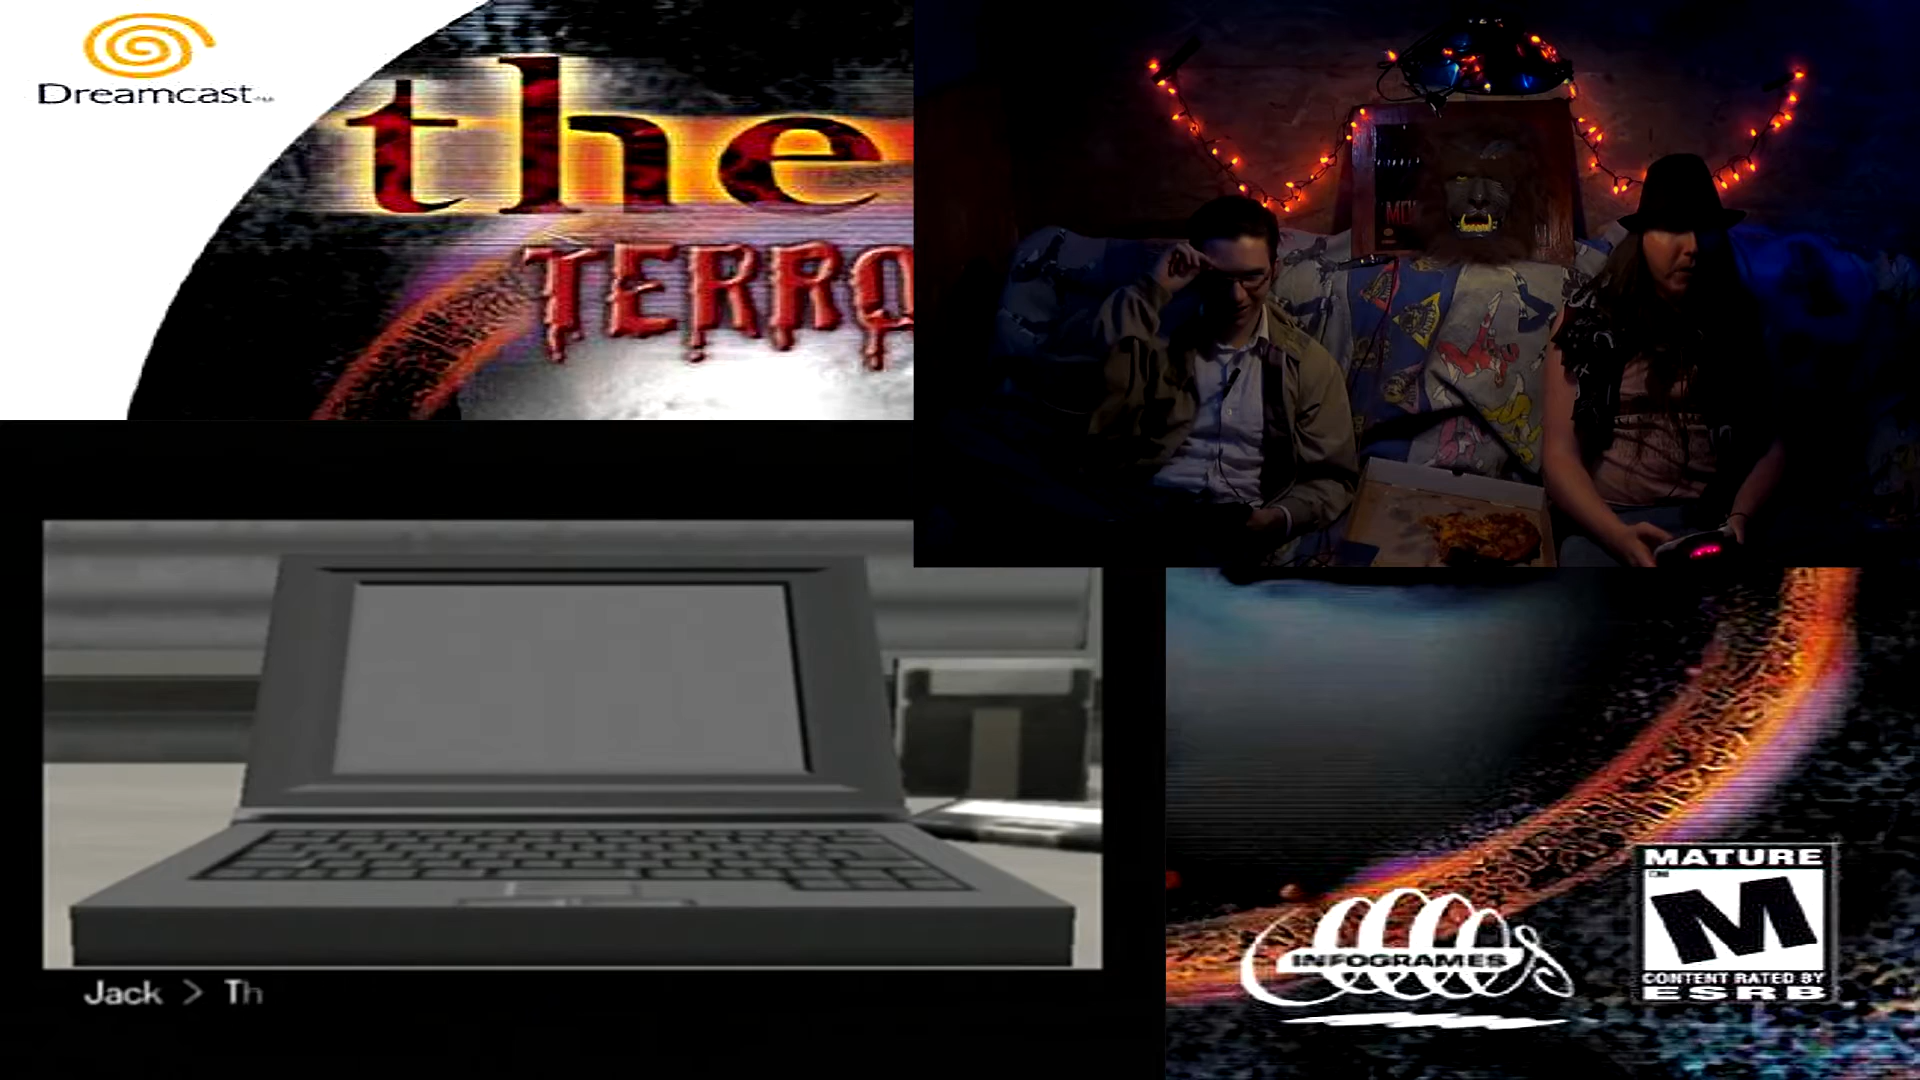 Dreamcast
the
TERRO
MO
Jack > Th
INFOGRAMES
MATURE
M
CONTENT RATED BY
ESRB